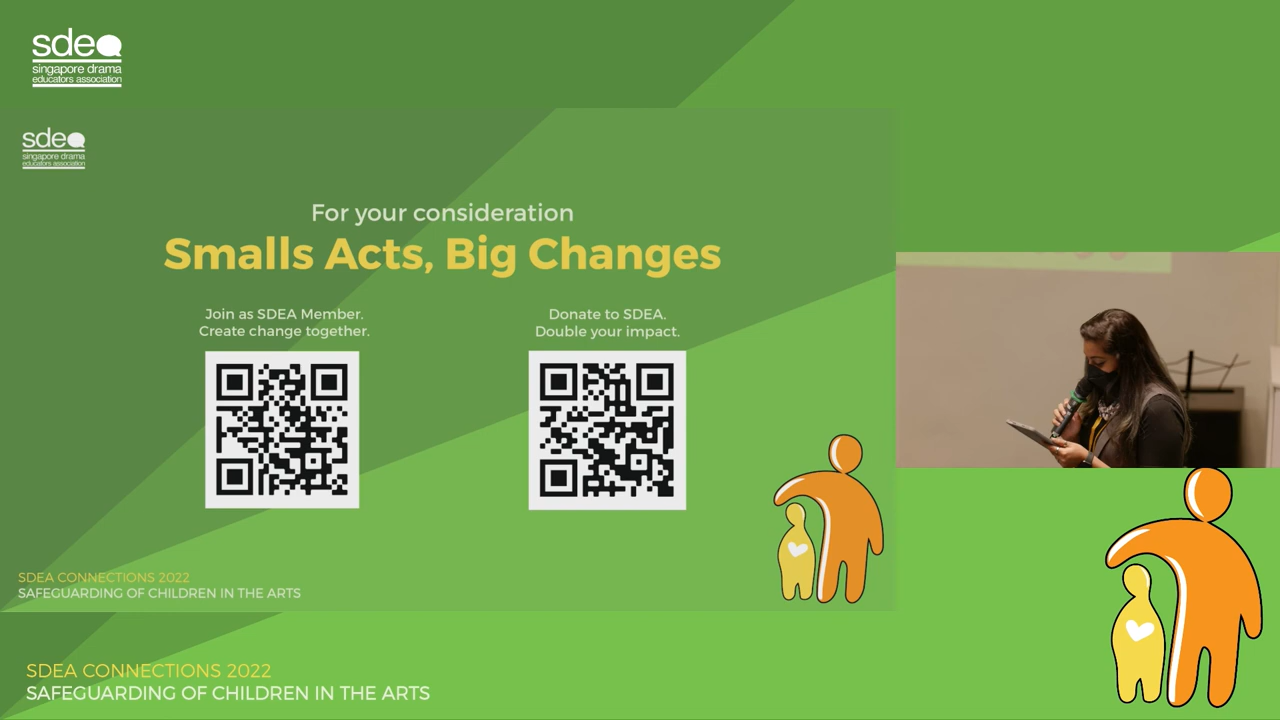 sdea
singapore drama
educators association
sdea
singapore drama
educators association
For your consideration
Smalls Acts, Big Changes
Join as SDEA Member.
Create change together.
Donate to SDEA.
Double your impact.
SDEA CONNECTIONS 2022
SAFEGUARDING OF CHILDREN IN THE ARTS
SDEA CONNECTIONS 2022
SAFEGUARDING OF CHILDREN IN THE ARTS